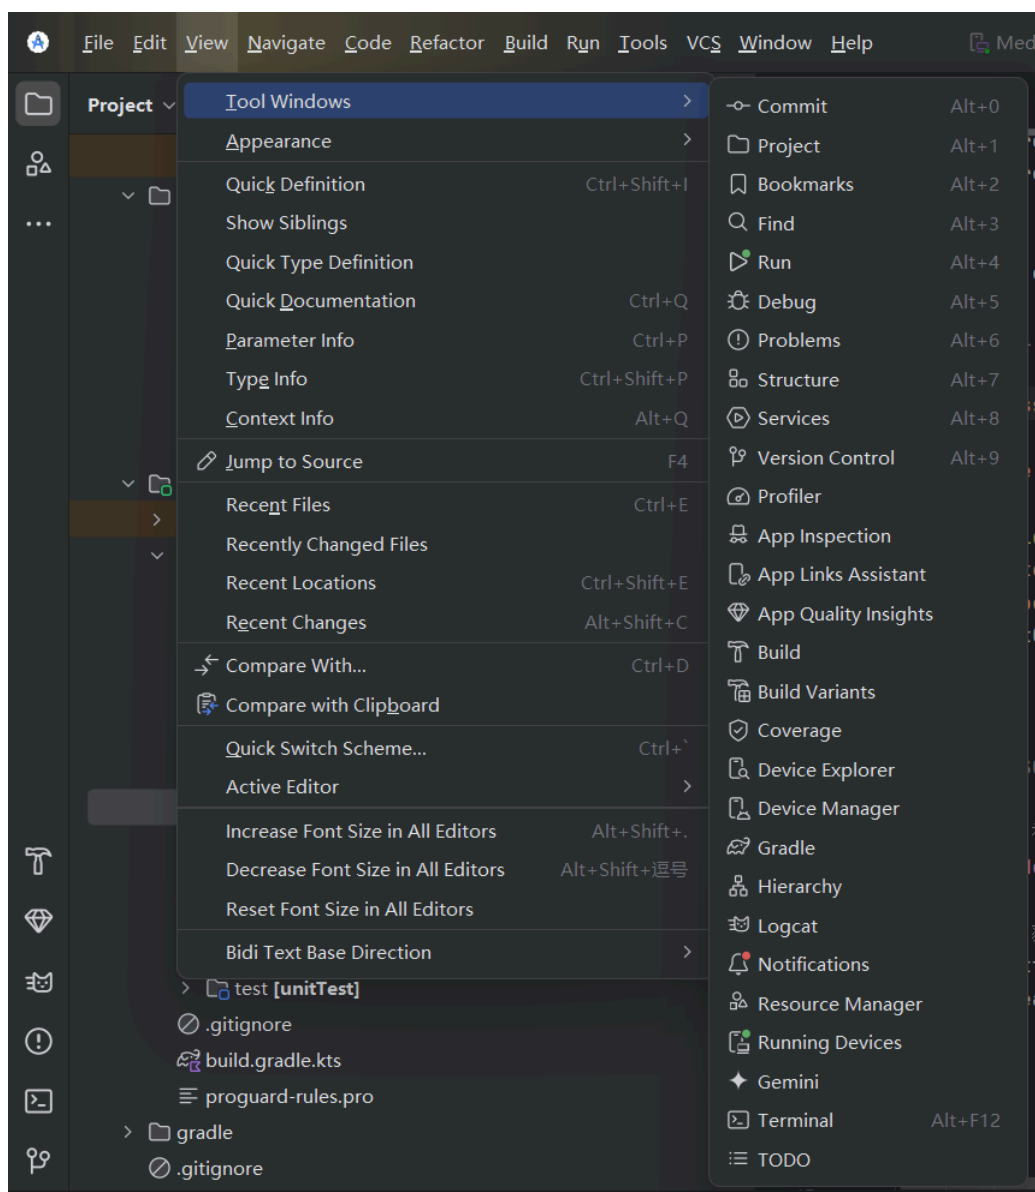 File Edit View Navigate Code Refactor Build Run Tools VCS Window Help
Project
Tool Windows
Appearance
Quick Definition Ctrl+Shift+I
Show Siblings
Quick Type Definition
Quick Documentation Ctrl+Q
Parameter Info Ctrl+P
Type Info Ctrl+Shift+P
Context Info Alt+Q
Jump to Source F4
Recent Files Ctrl+E
Recently Changed Files
Recent Locations Ctrl+Shift+E
Recent Changes Alt+Shift+C
Compare With... Ctrl+D
Compare with Clipboard
Quick Switch Scheme... Ctrl+`
Active Editor
Increase Font Size in All Editors Alt+Shift+.
Decrease Font Size in All Editors Alt+Shift+逗号
Reset Font Size in All Editors
Bidi Text Base Direction
Commit Alt+0
Project Alt+1
Bookmarks Alt+2
Find Alt+3
Run Alt+4
Debug Alt+5
Problems Alt+6
Structure Alt+7
Services Alt+8
Version Control Alt+9
Profiler
App Inspection
App Links Assistant
App Quality Insights
Build
Build Variants
Coverage
Device Explorer
Device Manager
Gradle
Hierarchy
Logcat
Notifications
Resource Manager
Running Devices
Gemini
Terminal Alt+F12
TODO
test [unitTest]
.gitignore
build.gradle.kts
proguard-rules.pro
gradle
.gitignore